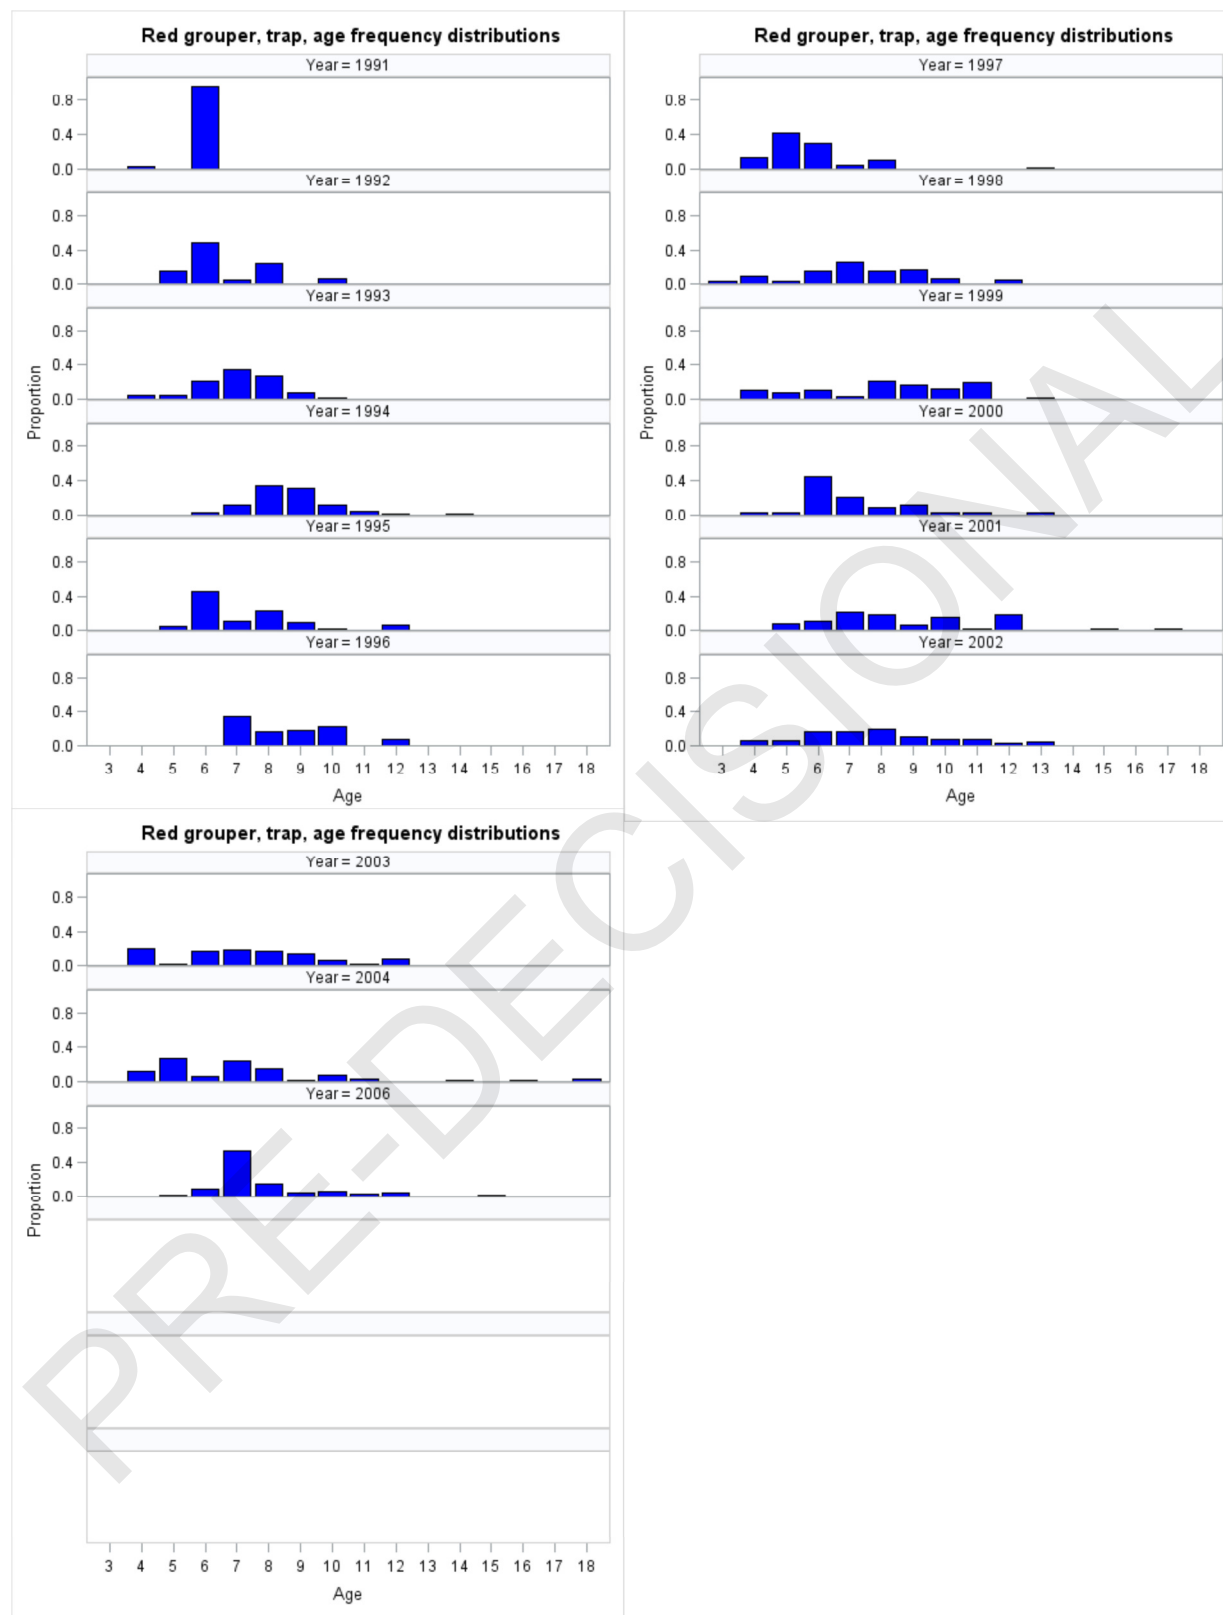 Red grouper, trap, age frequency distributions
Year = 1991
0.8
0.4
0.0
Year = 1992
0.8
0.4
0.0
Year = 1993
0.8
0.4
0.0
Year = 1994
0.8
0.4
0.0
Year = 1995
0.8
0.4
0.0
Year = 1996
0.8
0.4
0.0
Proportion
3 4 5 6 7 8 9 10 11 12 13 14 15 16 17 18
Age
Red grouper, trap, age frequency distributions
Year = 1997
0.8
0.4
0.0
Year = 1998
0.8
0.4
0.0
Year = 1999
0.8
0.4
0.0
Year = 2000
0.8
0.4
0.0
Year = 2001
0.8
0.4
0.0
Year = 2002
0.8
0.4
0.0
Proportion
3 4 5 6 7 8 9 10 11 12 13 14 15 16 17 18
Age
Red grouper, trap, age frequency distributions
Year = 2003
0.8
0.4
0.0
Year = 2004
0.8
0.4
0.0
Year = 2006
0.8
0.4
0.0
Proportion
3 4 5 6 7 8 9 10 11 12 13 14 15 16 17 18
Age
PRE-DECISIONAL